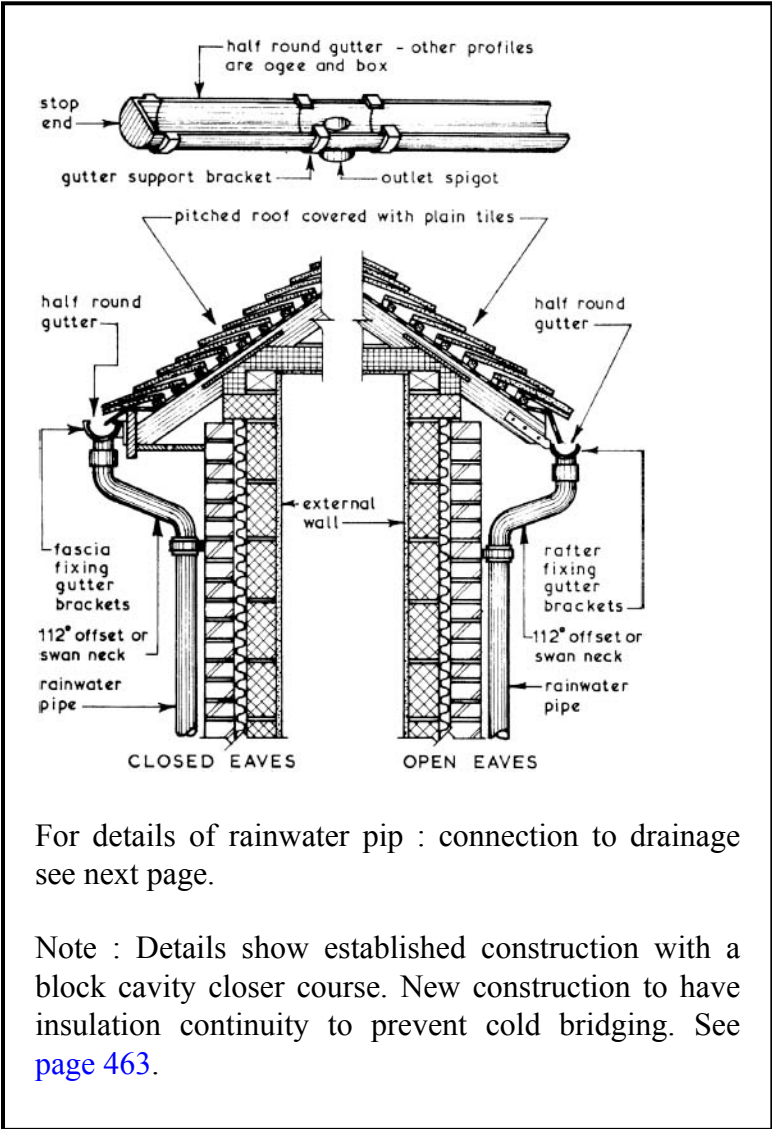 half round gutter - other profiles
are ogee and box
stop
end
gutter support bracket
outlet spigot
pitched roof covered with plain tiles
half round
gutter
half round
gutter
external
wall
fascia
fixing
gutter
brackets
rafter
fixing
gutter
brackets
112° offset or
swan neck
112° offset or
swan neck
rainwater
pipe
rainwater
pipe
CLOSED EAVES
OPEN EAVES
For details of rainwater pip : connection to drainage
see next page.
Note : Details show established construction with a
block cavity closer course. New construction to have
insulation continuity to prevent cold bridging. See
page 463.